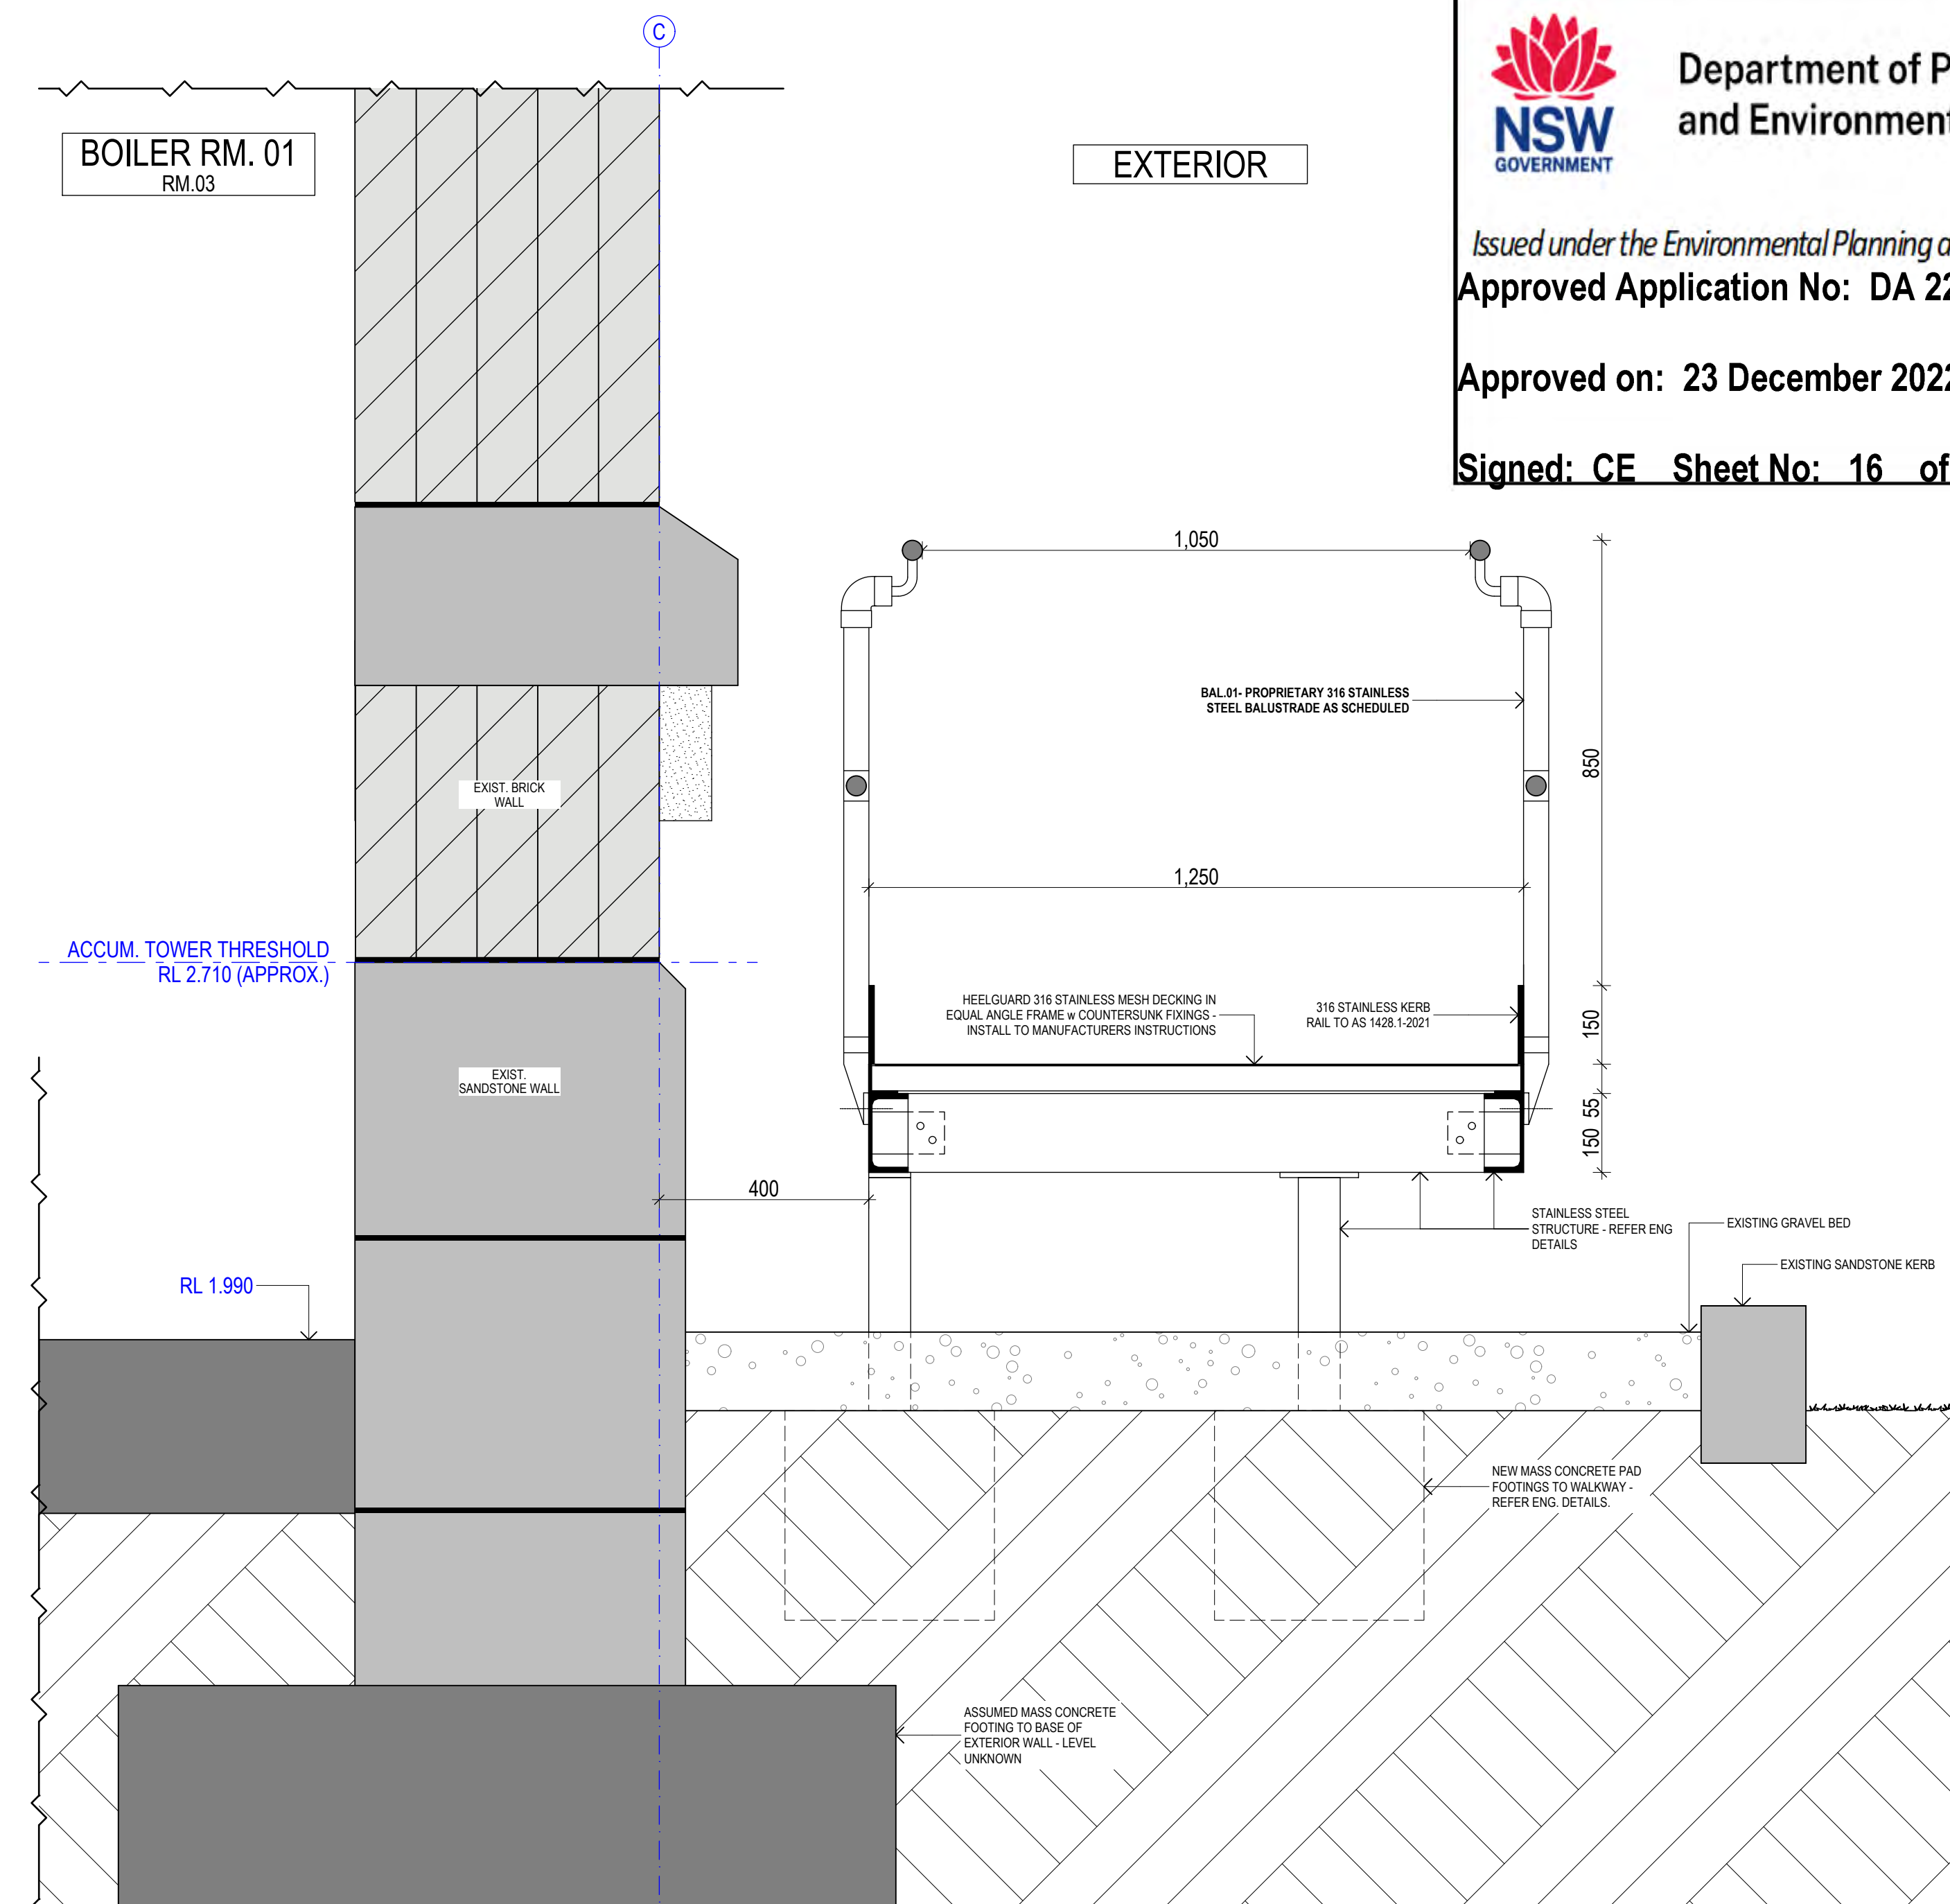 C
BOILER RM. 01
RM.03
EXTERIOR
NSW
GOVERNMENT
Department of P
and Environment
Issued under the Environmental Planning a
Approved Application No: DA 22
Approved on: 23 December 2022
Signed: CE Sheet No: 16 of
1,050
BAL.01- PROPRIETARY 316 STAINLESS
STEEL BALUSTRADE AS SCHEDULED
850
EXIST. BRICK
WALL
1,250
ACCUM. TOWER THRESHOLD
RL 2.710 (APPROX.)
HEELGUARD 316 STAINLESS MESH DECKING IN
EQUAL ANGLE FRAME w COUNTERSUNK FIXINGS -
INSTALL TO MANUFACTURERS INSTRUCTIONS
316 STAINLESS KERB
RAIL TO AS 1428.1-2021
150
55
150
EXIST.
SANDSTONE WALL
400
STAINLESS STEEL
STRUCTURE - REFER ENG
DETAILS
EXISTING GRAVEL BED
EXISTING SANDSTONE KERB
RL 1.990
NEW MASS CONCRETE PAD
FOOTINGS TO WALKWAY -
REFER ENG. DETAILS.
ASSUMED MASS CONCRETE
FOOTING TO BASE OF
EXTERIOR WALL - LEVEL
UNKNOWN